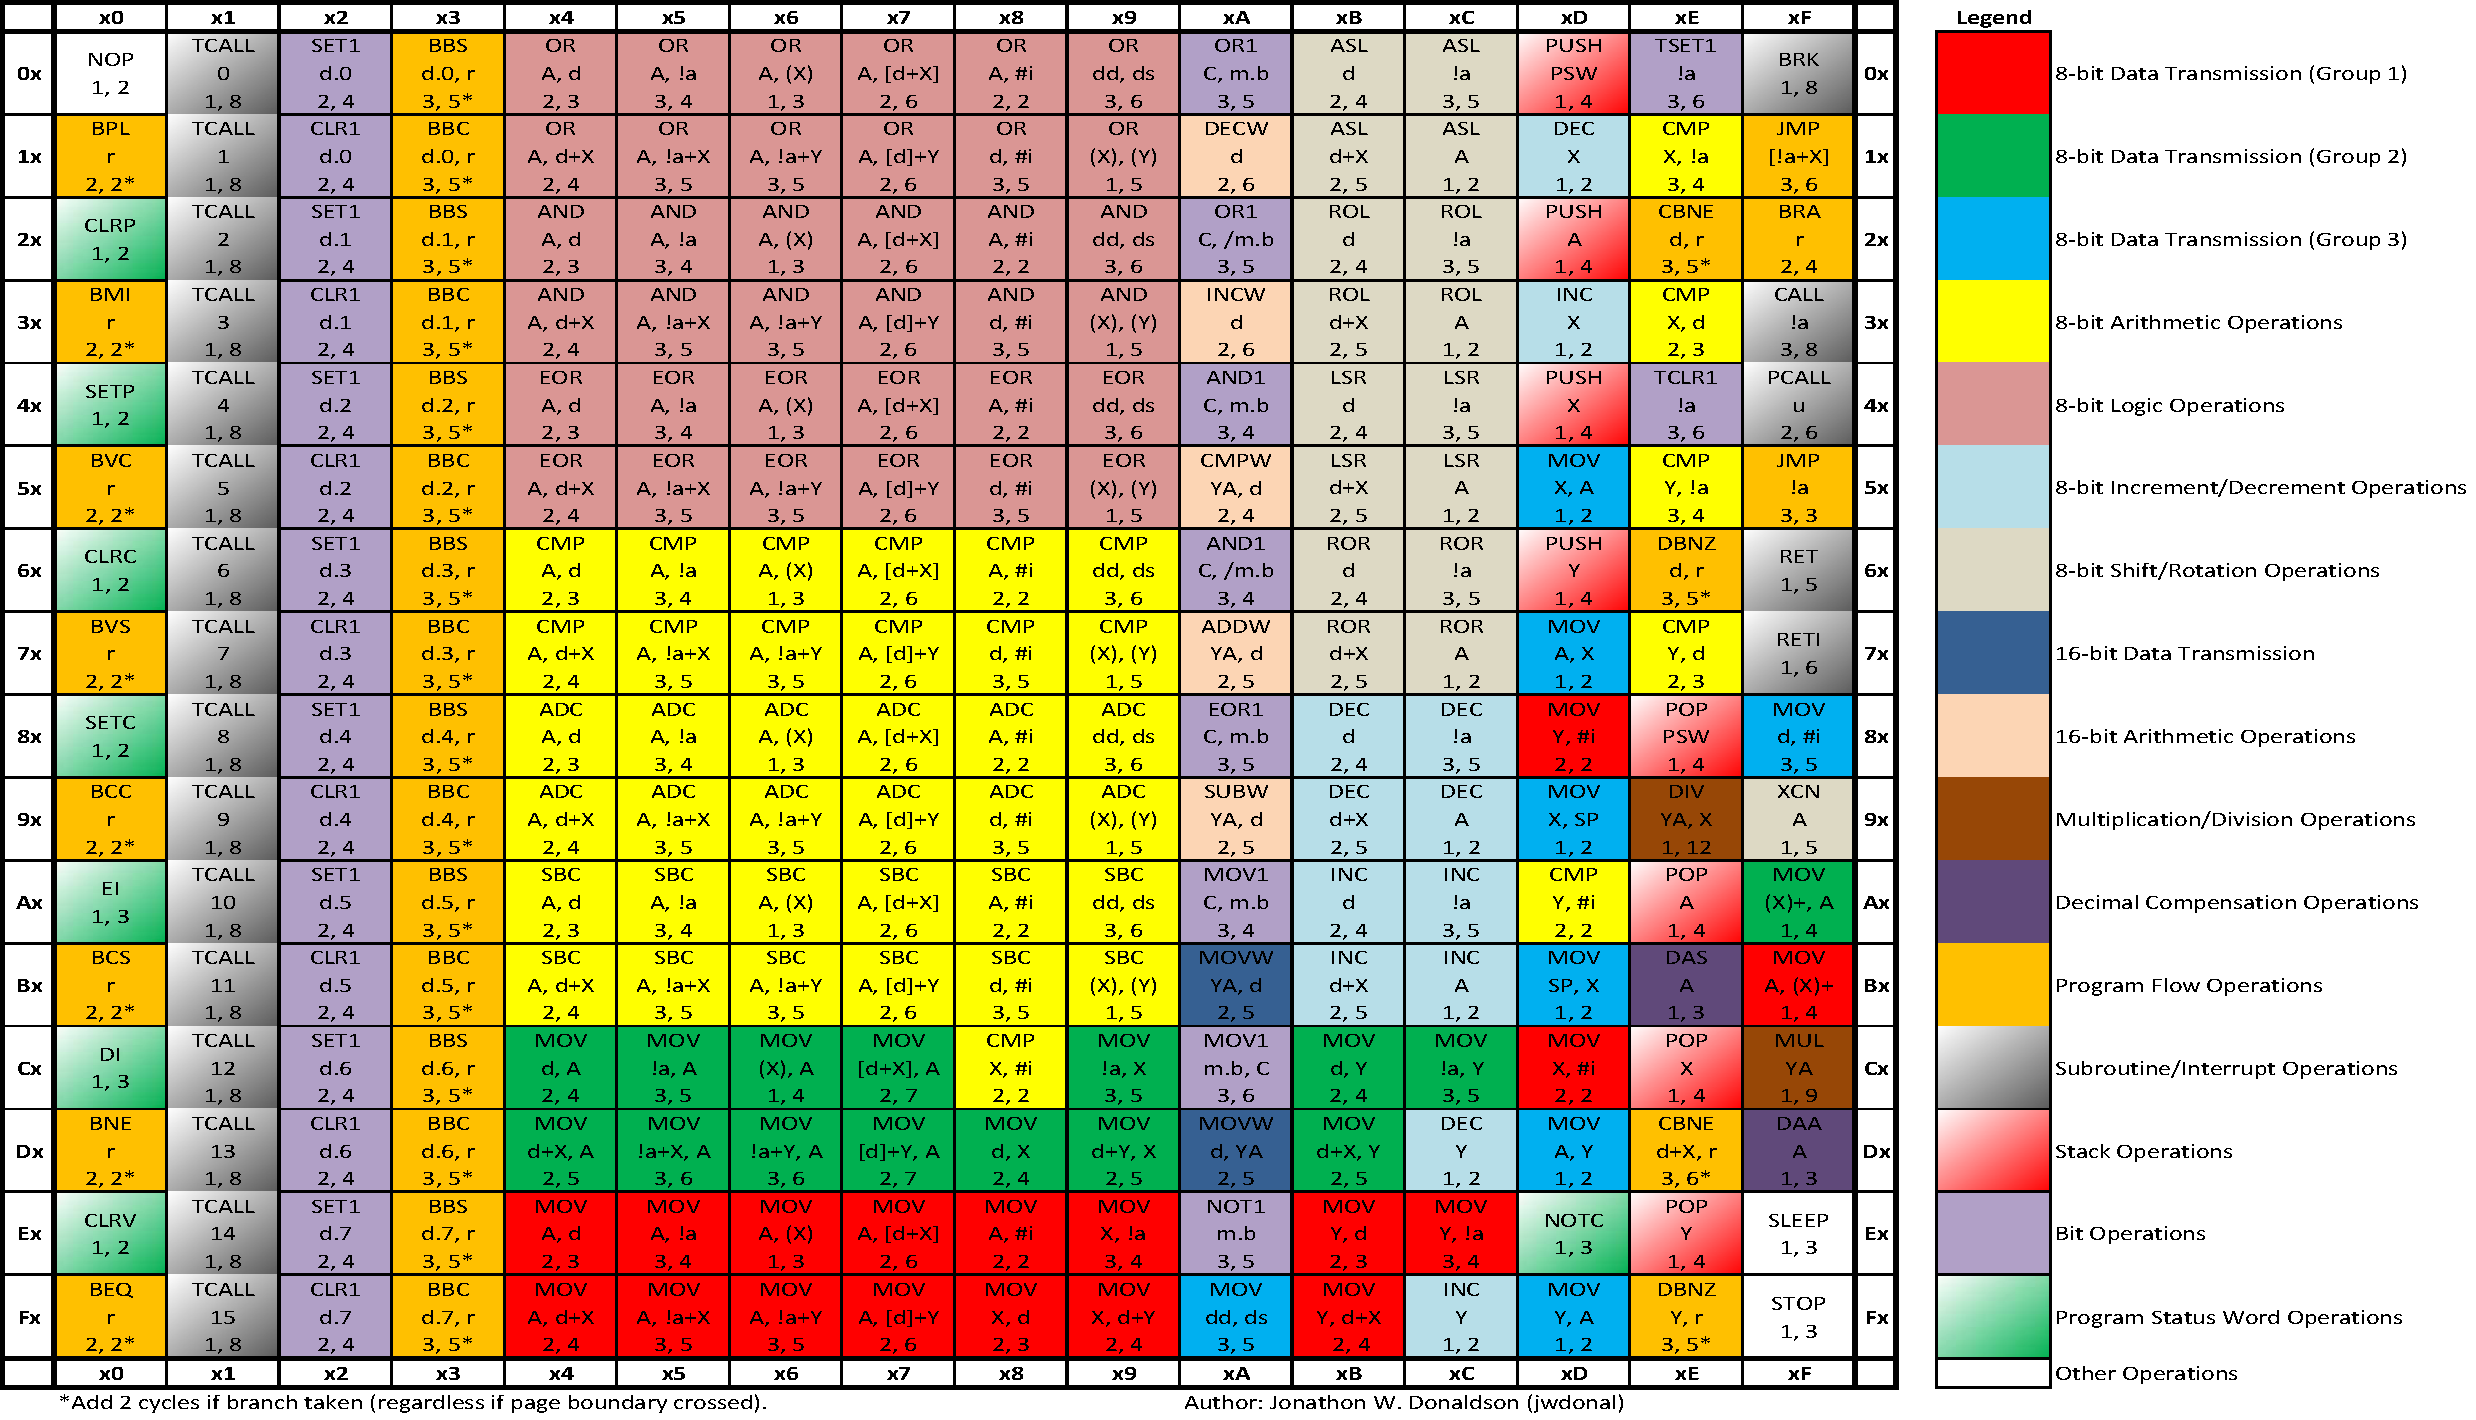 x0 x1 x2 x3 x4 x5 x6 x7 x8 x9 xA xB xC xD xE xF Legend
TCALL SET1 BBS OR OR OR OR OR OR OR1 ASL ASL PUSH TSET1
0x NOP 0 d.0 d.0, r A, d A, !a A, (X) A, [d+X] A, #i dd, ds C, m.b d !a PSW !a BRK 0x 8-bit Data Transmission (Group 1)
1, 2 1, 8 2, 4 3, 5* 2, 3 3, 4 1, 3 2, 6 2, 2 3, 6 3, 5 2, 4 3, 5 1, 4 3, 6 1, 8
BPL TCALL CLR1 BBC OR OR OR OR OR OR DECW ASL ASL DEC CMP JMP
1x r 1 d.0 d.0, r A, d+X A, !a+X A, !a+Y A, [d]+Y d, #i (X), (Y) d d+X A X X, !a [!a+X] 1x 8-bit Data Transmission (Group 2)
2, 2* 1, 8 2, 4 3, 5* 2, 4 3, 5 3, 5 2, 6 3, 5 1, 5 2, 6 2, 5 1, 2 1, 2 3, 4 3, 6
TCALL SET1 BBS AND AND AND AND AND AND OR1 ROL ROL PUSH CBNE BRA
2x CLRP 2 d.1 d.1, r A, d A, !a A, (X) A, [d+X] A, #i dd, ds C, /m.b d !a A d, r r 2x 8-bit Data Transmission (Group 3)
1, 2 1, 8 2, 4 3, 5* 2, 3 3, 4 1, 3 2, 6 2, 2 3, 6 3, 5 2, 4 3, 5 1, 4 3, 5* 2, 4
BMI TCALL CLR1 BBC AND AND AND AND AND AND INCW ROL ROL INC CMP CALL
3x r 3 d.1 d.1, r A, d+X A, !a+X A, !a+Y A, [d]+Y d, #i (X), (Y) d d+X A X X, d !a 3x 8-bit Arithmetic Operations
2, 2* 1, 8 2, 4 3, 5* 2, 4 3, 5 3, 5 2, 6 3, 5 1, 5 2, 6 2, 5 1, 2 1, 2 2, 3 3, 8
TCALL SET1 BBS EOR EOR EOR EOR EOR EOR AND1 LSR LSR PUSH TCLR1 PCALL
4x SETP 4 d.2 d.2, r A, d A, !a A, (X) A, [d+X] A, #i dd, ds C, m.b d !a X !a u 4x 8-bit Logic Operations
1, 2 1, 8 2, 4 3, 5* 2, 3 3, 4 1, 3 2, 6 2, 2 3, 6 3, 4 2, 4 3, 5 1, 4 3, 6 2, 6
BVC TCALL CLR1 BBC EOR EOR EOR EOR EOR EOR CMPW LSR LSR MOV CMP JMP
5x r 5 d.2 d.2, r A, d+X A, !a+X A, !a+Y A, [d]+Y d, #i (X), (Y) YA, d d+X A X, A Y, !a !a 5x 8-bit Increment/Decrement Operations
2, 2* 1, 8 2, 4 3, 5* 2, 4 3, 5 3, 5 2, 6 3, 5 1, 5 2, 4 2, 5 1, 2 1, 2 3, 4 3, 3
TCALL SET1 BBS CMP CMP CMP CMP CMP CMP AND1 ROR ROR PUSH DBNZ
6x CLRC 6 d.3 d.3, r A, d A, !a A, (X) A, [d+X] A, #i dd, ds C, /m.b d !a Y d, r RET 6x 8-bit Shift/Rotation Operations
1, 2 1, 8 2, 4 3, 5* 2, 3 3, 4 1, 3 2, 6 2, 2 3, 6 3, 4 2, 4 3, 5 1, 4 3, 5* 1, 5
BVS TCALL CLR1 BBC CMP CMP CMP CMP CMP CMP ADDW ROR ROR MOV CMP
7x r 7 d.3 d.3, r A, d+X A, !a+X A, !a+Y A, [d]+Y d, #i (X), (Y) YA, d d+X A A, X Y, d RETI 7x 16-bit Data Transmission
2, 2* 1, 8 2, 4 3, 5* 2, 4 3, 5 3, 5 2, 6 3, 5 1, 5 2, 5 2, 5 1, 2 1, 2 2, 3 1, 6
TCALL SET1 BBS ADC ADC ADC ADC ADC ADC EOR1 DEC DEC MOV POP MOV
8x SETC 8 d.4 d.4, r A, d A, !a A, (X) A, [d+X] A, #i dd, ds C, m.b d !a Y, #i PSW d, #i 8x 16-bit Arithmetic Operations
1, 2 1, 8 2, 4 3, 5* 2, 3 3, 4 1, 3 2, 6 2, 2 3, 6 3, 5 2, 4 3, 5 2, 2 1, 4 3, 5
BCC TCALL CLR1 BBC ADC ADC ADC ADC ADC ADC SUBW DEC DEC MOV DIV XCN
9x r 9 d.4 d.4, r A, d+X A, !a+X A, !a+Y A, [d]+Y d, #i (X), (Y) YA, d d+X A X, SP YA, X A 9x Multiplication/Division Operations
2, 2* 1, 8 2, 4 3, 5* 2, 4 3, 5 3, 5 2, 6 3, 5 1, 5 2, 5 2, 5 1, 2 1, 2 1, 12 1, 5
TCALL SET1 BBS SBC SBC SBC SBC SBC SBC MOV1 INC INC CMP POP MOV
Ax EI 10 d.5 d.5, r A, d A, !a A, (X) A, [d+X] A, #i dd, ds C, m.b d !a Y, #i A (X)+, A Ax Decimal Compensation Operations
1, 3 1, 8 2, 4 3, 5* 2, 3 3, 4 1, 3 2, 6 2, 2 3, 6 3, 4 2, 4 3, 5 2, 2 1, 4 1, 4
BCS TCALL CLR1 BBC SBC SBC SBC SBC SBC SBC MOVW INC INC MOV DAS MOV
Bx r 11 d.5 d.5, r A, d+X A, !a+X A, !a+Y A, [d]+Y d, #i (X), (Y) YA, d d+X A SP, X A A, (X)+ Bx Program Flow Operations
2, 2* 1, 8 2, 4 3, 5* 2, 4 3, 5 3, 5 2, 6 3, 5 1, 5 2, 5 2, 5 1, 2 1, 2 1, 3 1, 4
TCALL SET1 BBS MOV MOV MOV MOV CMP MOV MOV1 MOV MOV MOV POP MUL
Cx DI 12 d.6 d.6, r d, A !a, A (X), A [d+X], A X, #i !a, X m.b, C d, Y !a, Y X, #i X YA Cx Subroutine/Interrupt Operations
1, 3 1, 8 2, 4 3, 5* 2, 4 3, 5 1, 4 2, 7 2, 2 3, 5 3, 6 2, 4 3, 5 2, 2 1, 4 1, 9
BNE TCALL CLR1 BBC MOV MOV MOV MOV MOV MOV MOVW MOV DEC MOV CBNE DAA
Dx r 13 d.6 d.6, r d+X, A !a+X, A !a+Y, A [d]+Y, A d, X d+Y, X d, YA d+X, Y Y A, Y d+X, r A Dx Stack Operations
2, 2* 1, 8 2, 4 3, 5* 2, 5 3, 6 3, 6 2, 7 2, 4 2, 5 2, 5 2, 5 1, 2 1, 2 3, 6* 1, 3
TCALL SET1 BBS MOV MOV MOV MOV MOV MOV NOT1 MOV MOV POP
Ex CLRV 14 d.7 d.7, r A, d A, !a A, (X) A, [d+X] A, #i X, !a m.b Y, d Y, !a NOTC Y SLEEP Ex Bit Operations
1, 2 1, 8 2, 4 3, 5* 2, 3 3, 4 1, 3 2, 6 2, 2 3, 4 3, 5 2, 3 3, 4 1, 3 1, 4 1, 3
BEQ TCALL CLR1 BBC MOV MOV MOV MOV MOV MOV MOV MOV INC MOV DBNZ
Fx r 15 d.7 d.7, r A, d+X A, !a+X A, !a+Y A, [d]+Y X, d X, d+Y dd, ds Y, d+X Y Y, A Y, r STOP Fx Program Status Word Operations
2, 2* 1, 8 2, 4 3, 5* 2, 4 3, 5 3, 5 2, 6 2, 3 2, 4 3, 5 2, 4 1, 2 1, 2 3, 5* 1, 3
x0 x1 x2 x3 x4 x5 x6 x7 x8 x9 xA xB xC xD xE xF Other Operations
*Add 2 cycles if branch taken (regardless if page boundary crossed). Author: Jonathon W. Donaldson (jwdonal)